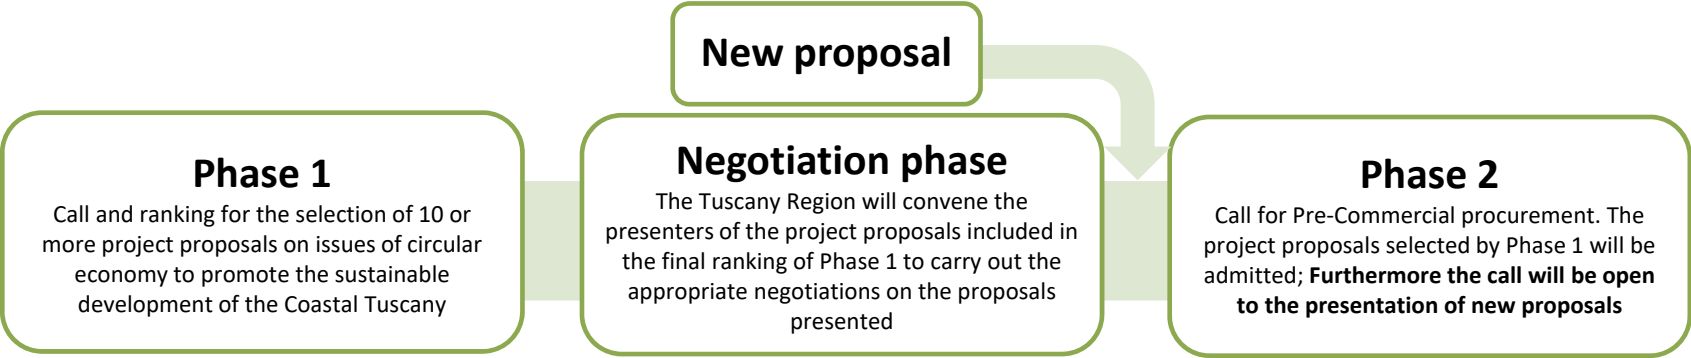 New proposal
Phase 1
Call and ranking for the selection of 10 or
more project proposals on issues of circular
economy to promote the sustainable
development of the Coastal Tuscany
Negotiation phase
The Tuscany Region will convene the
presenters of the project proposals included in
the final ranking of Phase 1 to carry out the
appropriate negotiations on the proposals
presented
Phase 2
Call for Pre-Commercial procurement. The
project proposals selected by Phase 1 will be
admitted; Furthermore the call will be open
to the presentation of new proposals